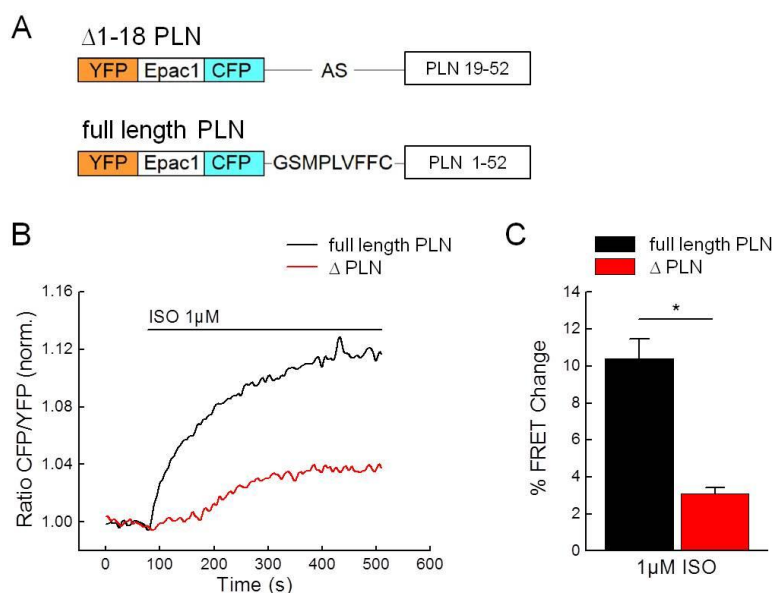 A
Δ1-18 PLN
YFP Epac1 CFP AS PLN 19-52
full length PLN
YFP Epac1 CFP GSMPLVFFC PLN 1-52
B
full length PLN
Δ PLN
1.16
1.12
1.08
1.04
1.00
Ratio CFP/YFP (norm.)
ISO 1µM
0 100 200 300 400 500 600
Time (s)
C
full length PLN
Δ PLN
14
12
10
8
6
4
2
0
% FRET Change
*
1µM ISO